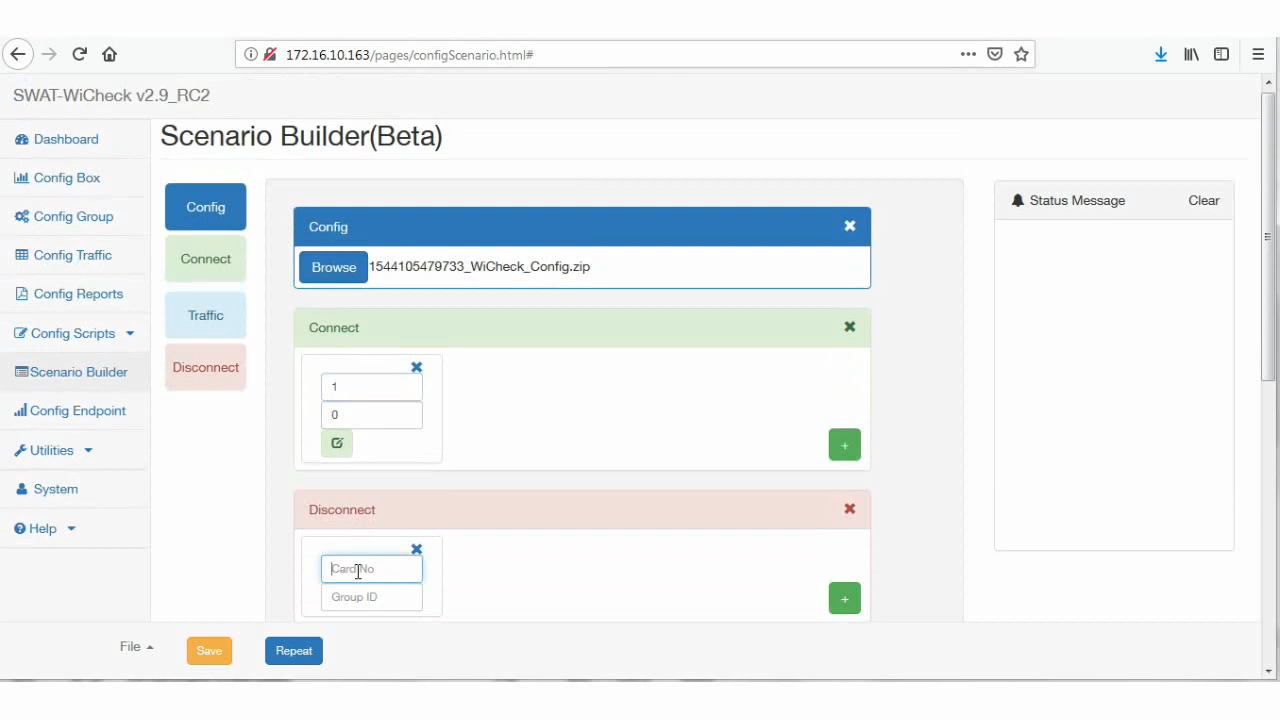 172.16.10.163/pages/configScenario.html#
SWAT-WiCheck v2.9_RC2
Dashboard
Config Box
Config Group
Config Traffic
Config Reports
Config Scripts
Scenario Builder
Config Endpoint
Utilities
System
Help
Scenario Builder(Beta)
Config
Connect
Traffic
Disconnect
Config
Browse 1544105479733_WiCheck_Config.zip
Connect
1
0
+
Disconnect
Card No
Group ID
+
Status Message Clear
File Save Repeat